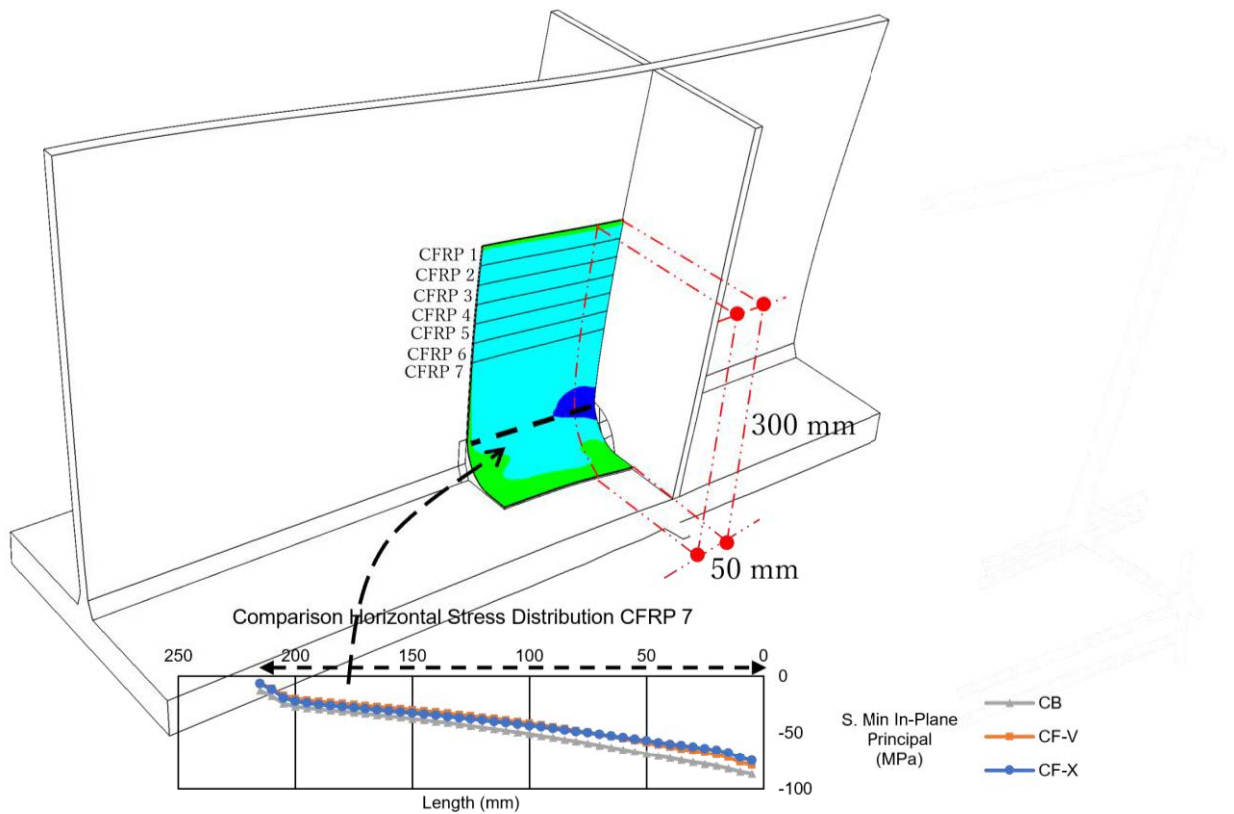 CFRP 1
CFRP 2
CFRP 3
CFRP 4
CFRP 5
CFRP 6
CFRP 7
300 mm
50 mm
Comparison Horizontal Stress Distribution CFRP 7
250 200 150 100 50 0
0
-50
-100
Length (mm)
S. Min In-Plane
Principal
(MPa)
CB
CF-V
CF-X